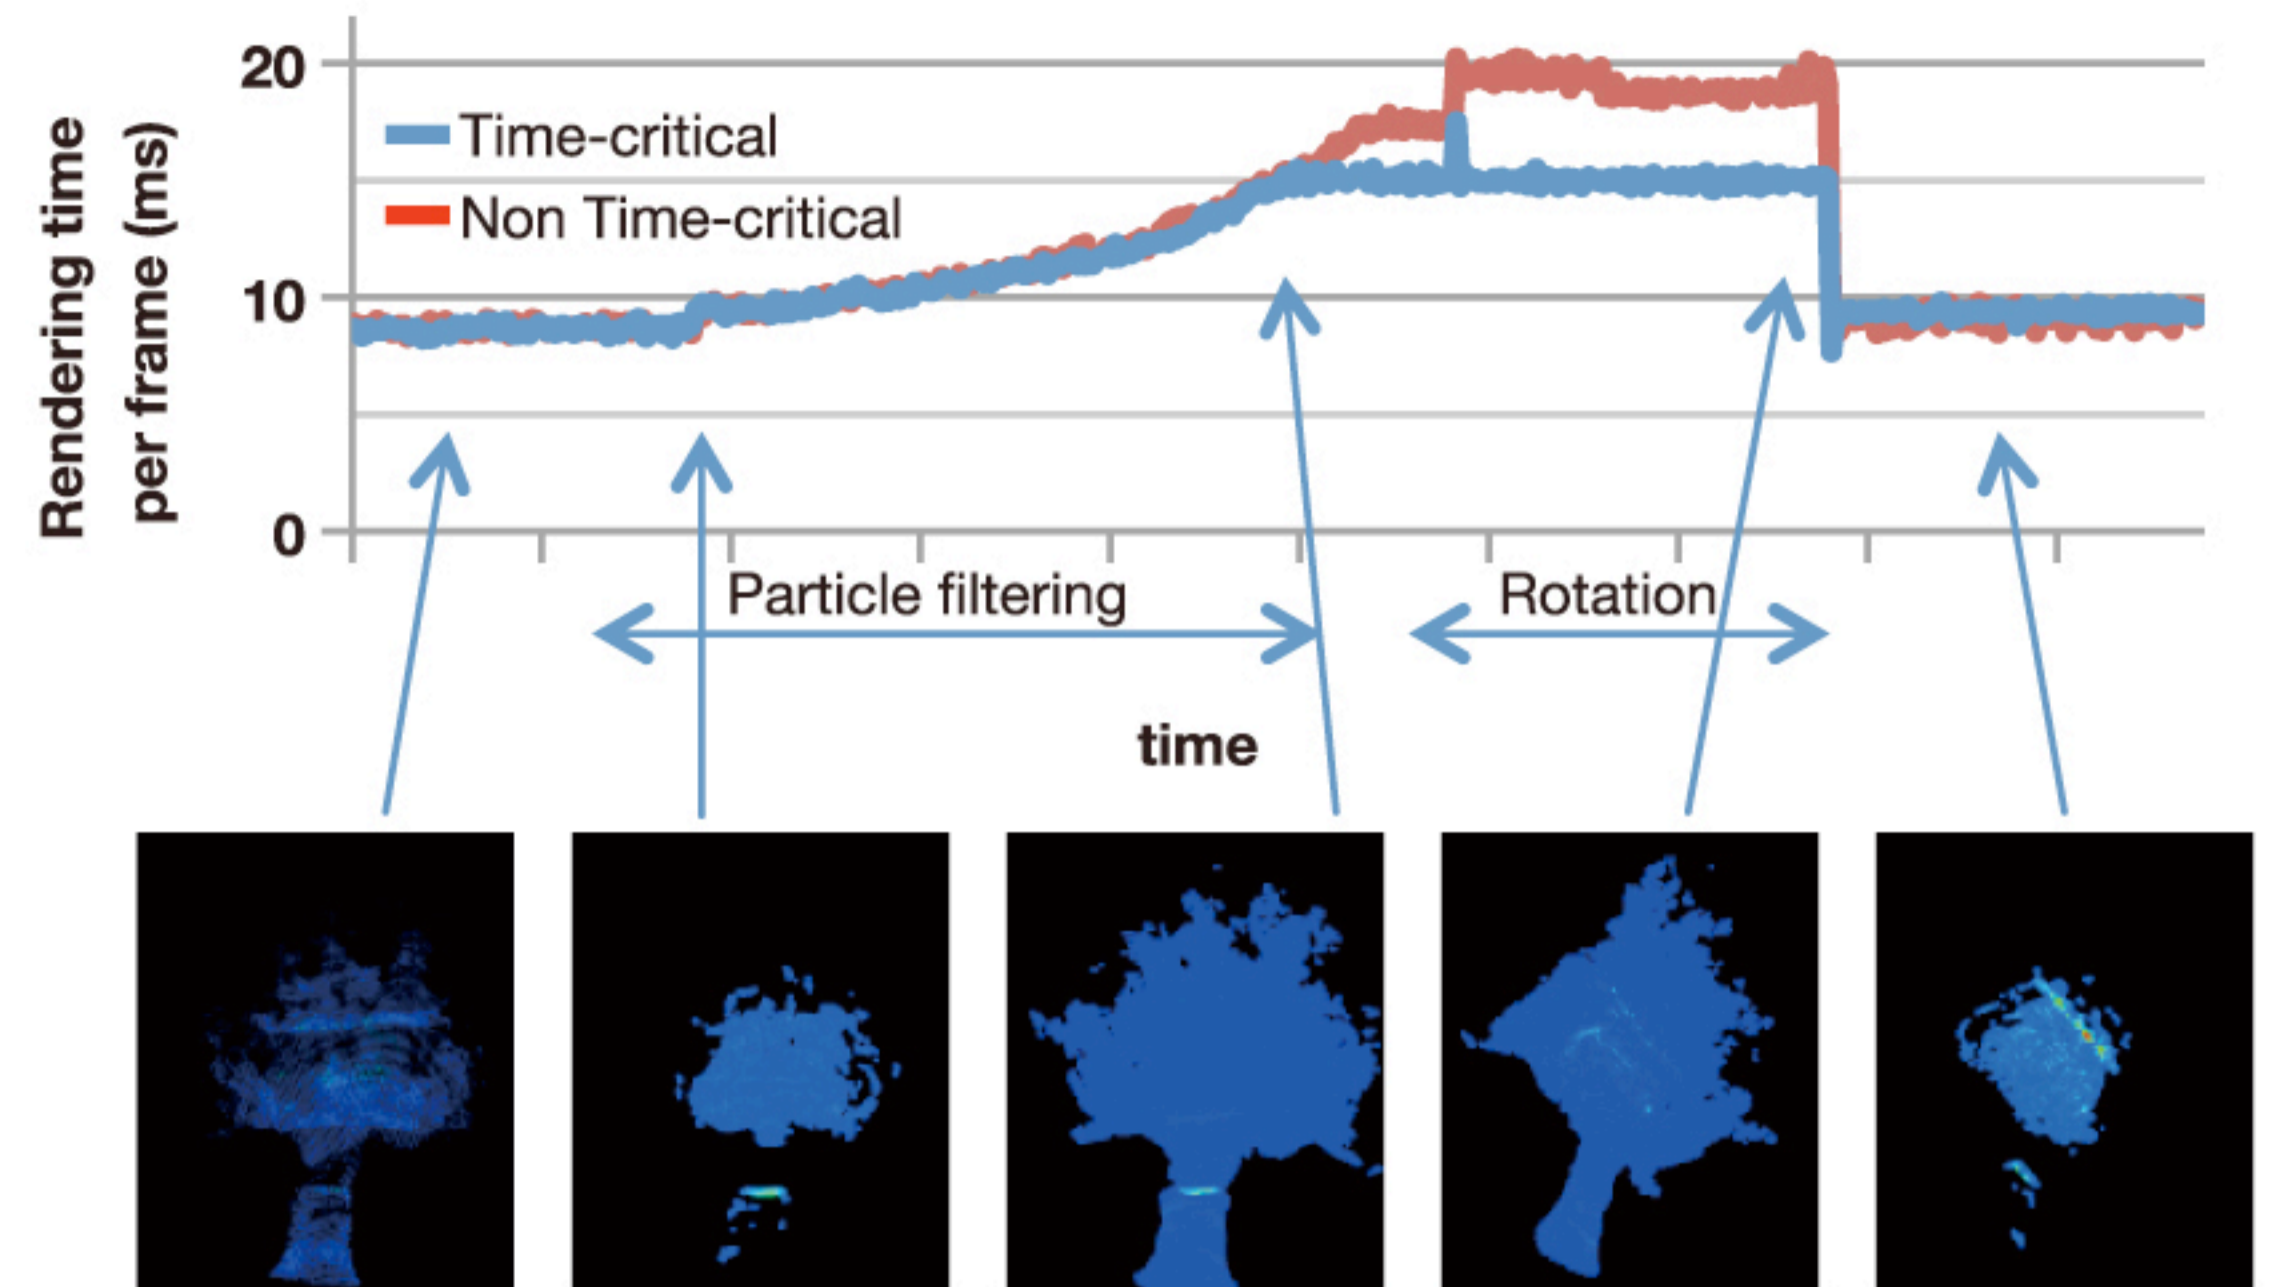 Rendering time
per frame (ms)
20
10
0
Time-critical
Non Time-critical
Particle filtering
Rotation
time